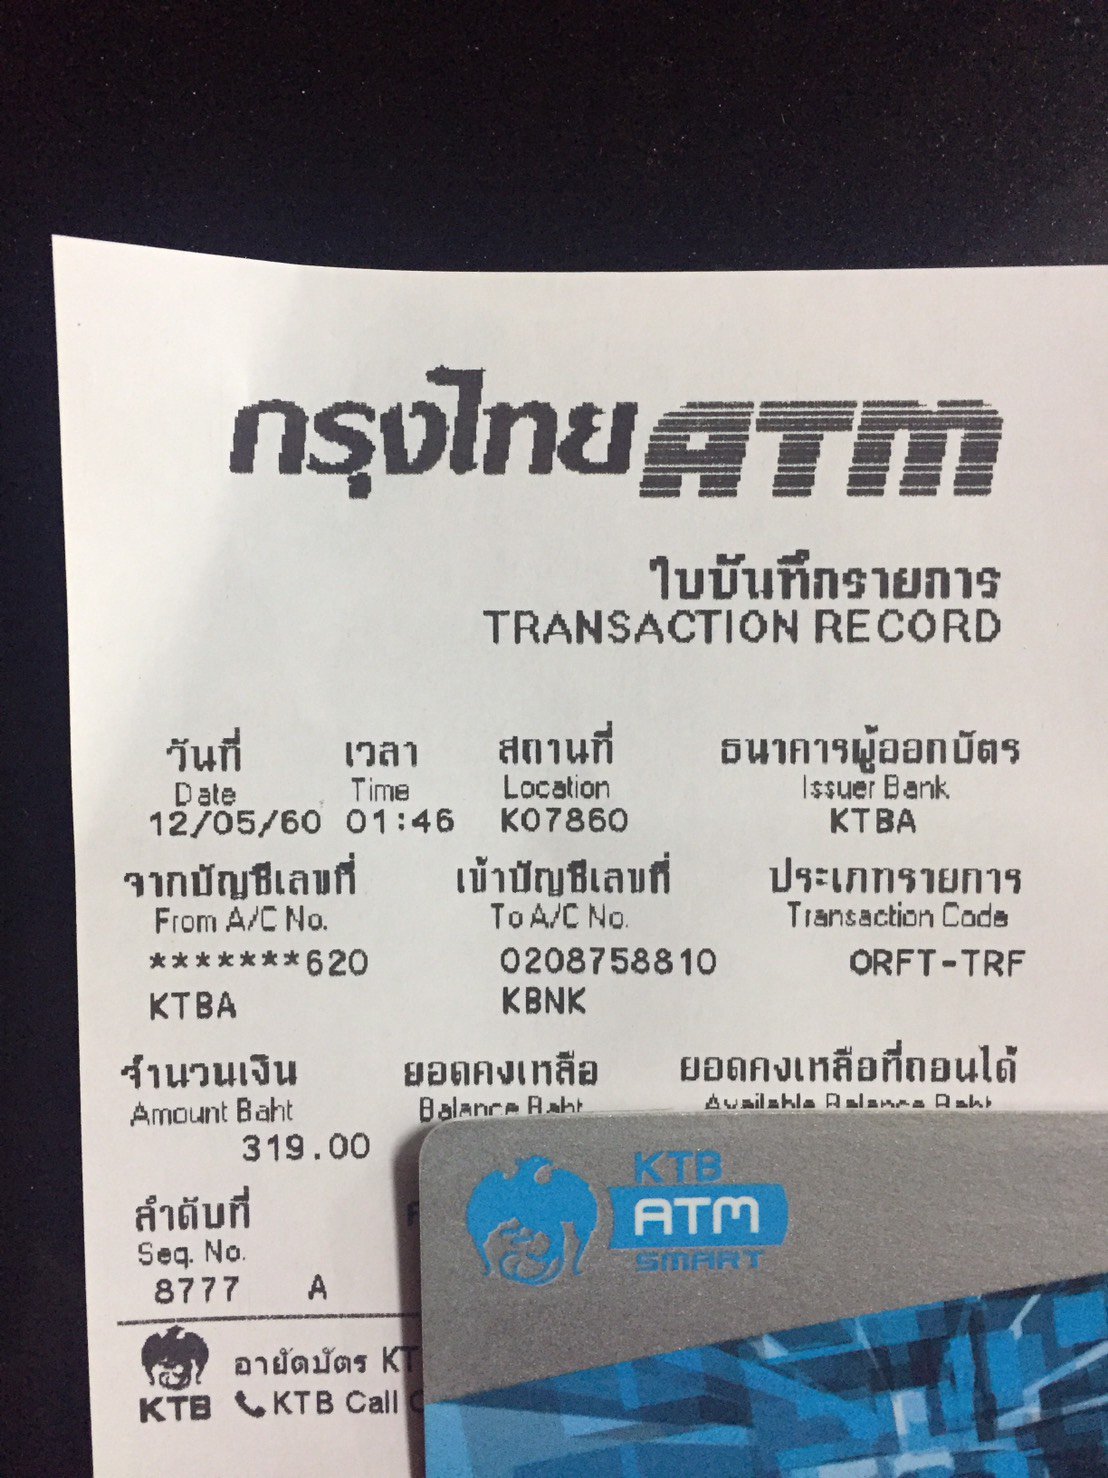 กรุงไทย ATM
ใบบันทึกรายการ
TRANSACTION RECORD
วันที่ เวลา สถานที่ ธนาคารผู้ออกบัตร
Date Time Location Issuer Bank
12/05/60 01:46 K07860 KTBA
จากบัญชีเลขที่ เข้าบัญชีเลขที่ ประเภทรายการ
From A/C No. To A/C No. Transaction Code
*******620 0208758810 ORFT-TRF
KTBA KBNK
จำนวนเงิน ยอดคงเหลือ ยอดคงเหลือที่ถอนได้
Amount Baht Balance Baht Available Balance Baht
319.00
KTB
ATM
SMART
ลำดับที่
Seq. No.
8777 A
อายัดบัตร KT
KTB KTB Call